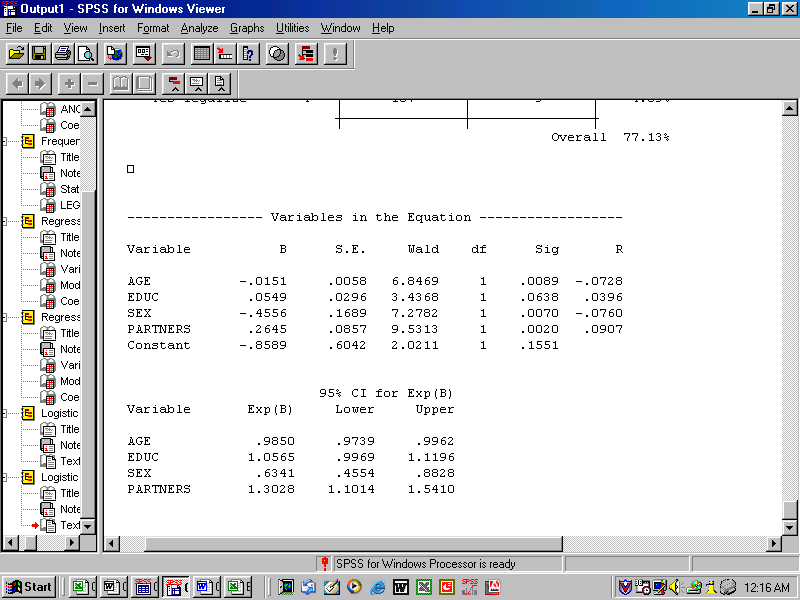 Output1 - SPSS for Windows Viewer
File Edit View Insert Format Analyze Graphs Utilities Window Help
ANC
Coe
Frequen
Title
Note
Stat
LEG
Regress
Title
Note
Vari
Mod
Coe
Regress
Title
Note
Vari
Mod
Coe
Logistic
Title
Note
Text
Logistic
Title
Note
Text
Overall 77.13%
----------------- Variables in the Equation ------------------
Variable B S.E. Wald df Sig R
AGE -.0151 .0058 6.8469 1 .0089 -.0728
EDUC .0549 .0296 3.4368 1 .0638 .0396
SEX -.4556 .1689 7.2782 1 .0070 -.0760
PARTNERS .2645 .0857 9.5313 1 .0020 .0907
Constant -.8589 .6042 2.0211 1 .1551
95% CI for Exp(B)
Variable Exp(B) Lower Upper
AGE .9850 .9739 .9962
EDUC 1.0565 .9969 1.1196
SEX .6341 .4554 .8828
PARTNERS 1.3028 1.1014 1.5410
SPSS for Windows Processor is ready
Start 12:16 AM